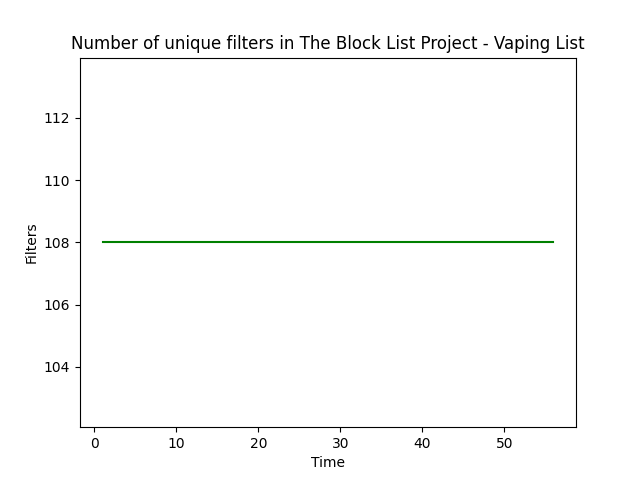 Number of unique filters in The Block List Project - Vaping List
112
110
108
106
104
Filters
0 10 20 30 40 50
Time